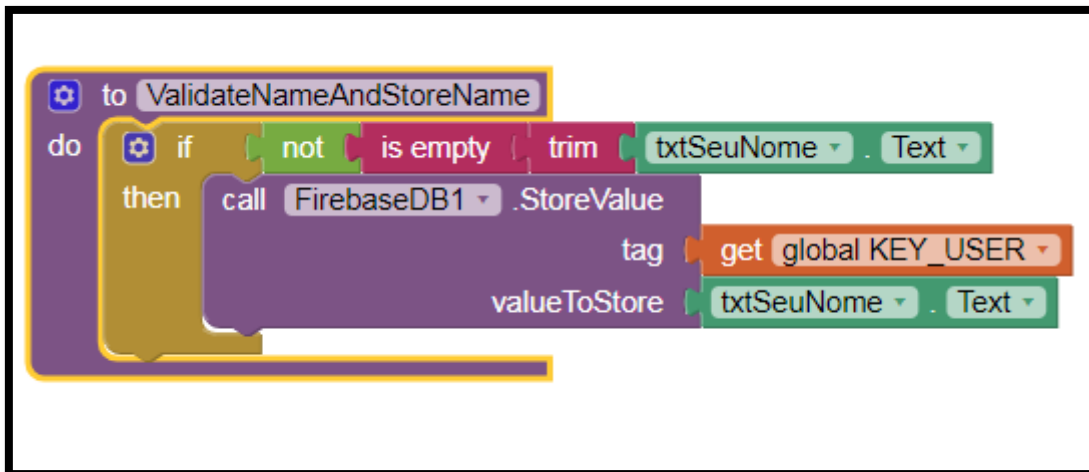 to ValidateNameAndStoreName
do if not is empty trim txtSeuNome . Text
then call FirebaseDB1 .StoreValue
tag get global KEY_USER
valueToStore txtSeuNome . Text